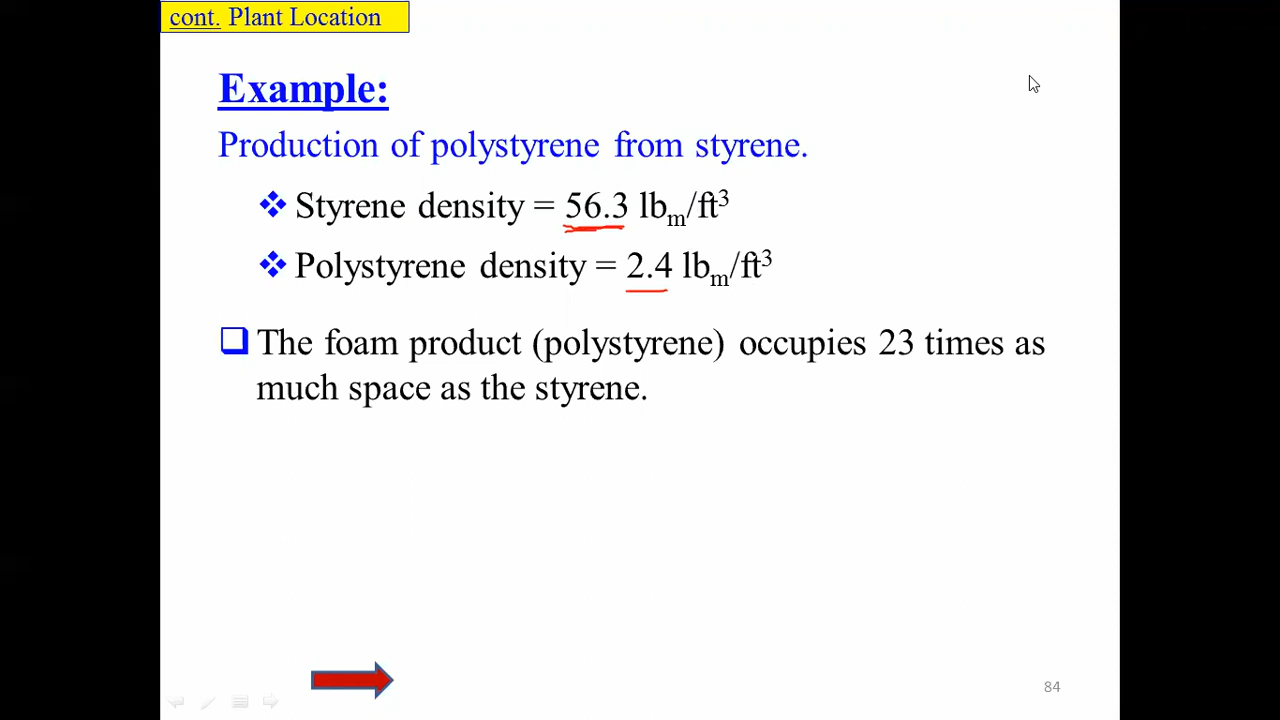 cont. Plant Location
Example:
Production of polystyrene from styrene.
❖ Styrene density = 56.3 lbₘ/ft³
❖ Polystyrene density = 2.4 lbₘ/ft³
❑ The foam product (polystyrene) occupies 23 times as
much space as the styrene.
84